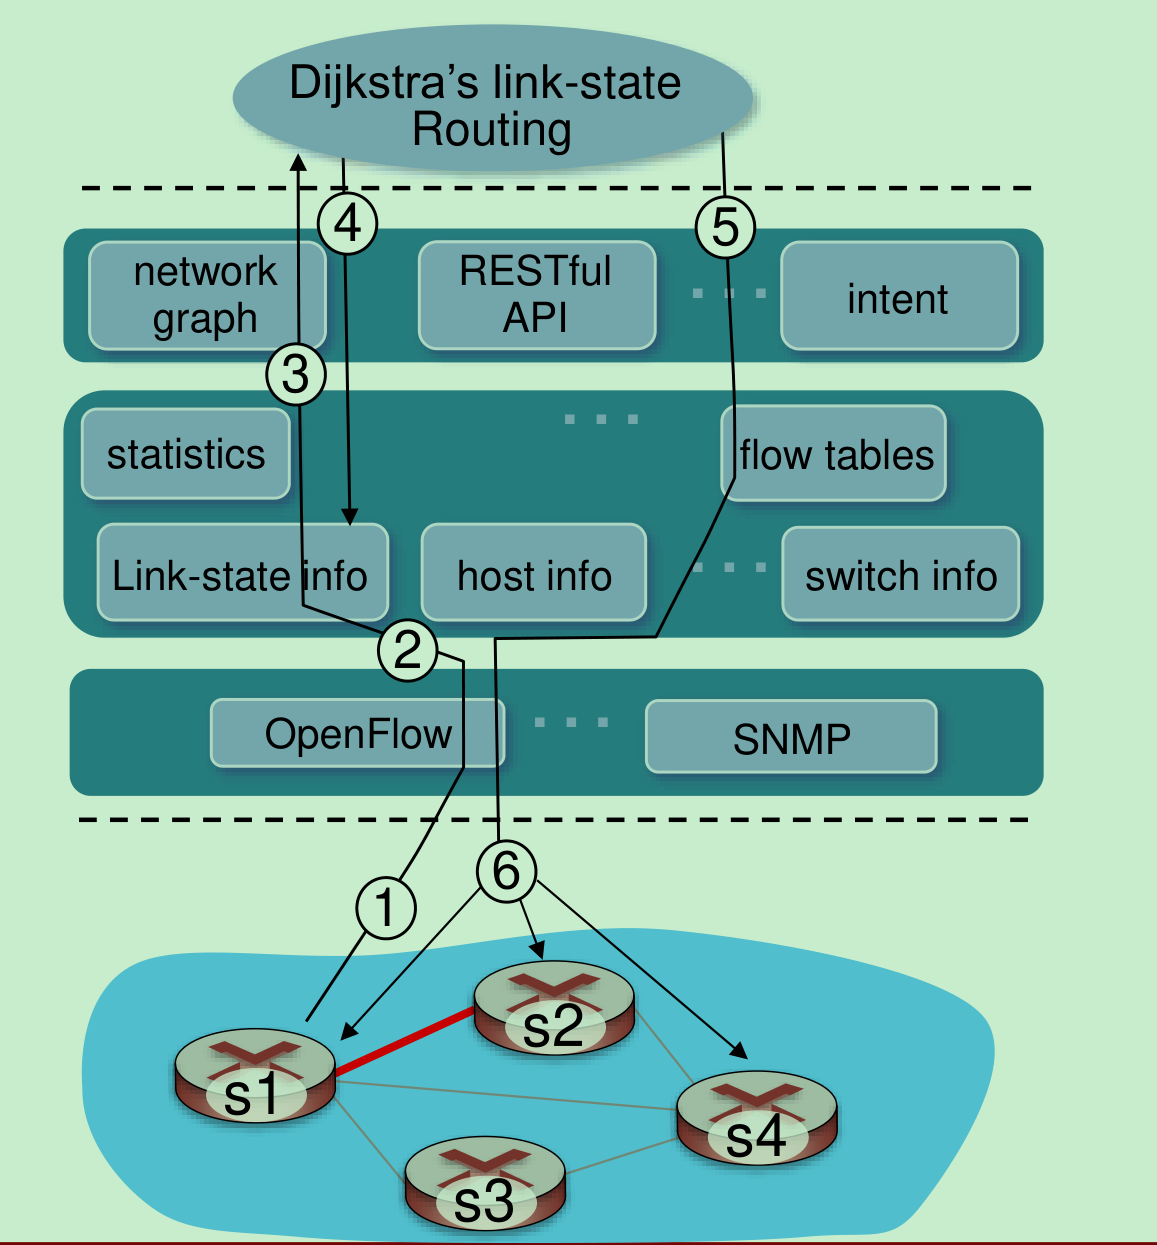 Dijkstra’s link-state
Routing
4
5
network
graph
RESTful
API
intent
3
statistics
flow tables
Link-state info
host info
switch info
2
OpenFlow
SNMP
6
1
s2
s1
s4
s3